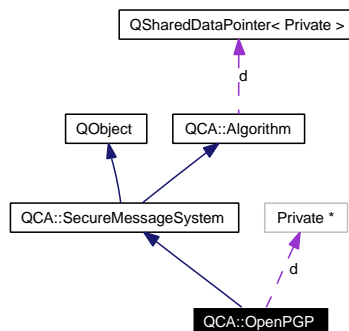 QSharedDataPointer< Private >
d
QObject
QCA::Algorithm
QCA::SecureMessageSystem
Private *
d
QCA::OpenPGP